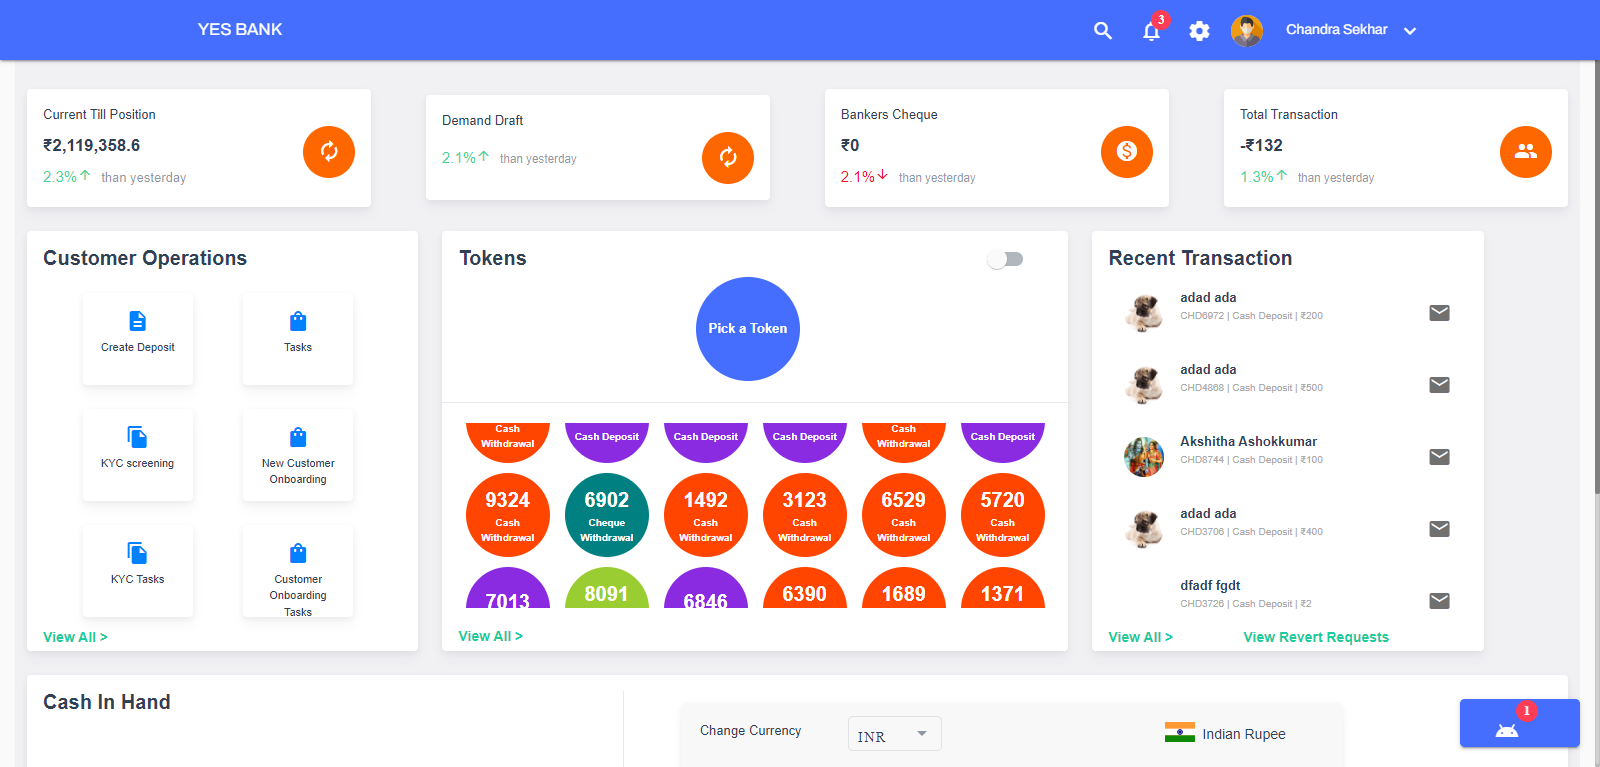 YES BANK
3
Chandra Sekhar
Current Till Position
₹2,119,358.6
2.3% than yesterday
Demand Draft
2.1% than yesterday
Bankers Cheque
₹0
2.1% than yesterday
Total Transaction
-₹132
1.3% than yesterday
Customer Operations
Create Deposit
Tasks
KYC screening
New Customer
Onboarding
KYC Tasks
Customer
Onboarding
Tasks
View All >
Tokens
Pick a Token
Cash
Withdrawal
Cash Deposit
Cash Deposit
Cash Deposit
Cash
Withdrawal
Cash Deposit
9324
Cash
Withdrawal
6902
Cheque
Withdrawal
1492
Cash
Withdrawal
3123
Cash
Withdrawal
6529
Cash
Withdrawal
5720
Cash
Withdrawal
7013
8091
6846
6390
1689
1371
View All >
Recent Transaction
adad ada
CHD6972 | Cash Deposit | ₹200
adad ada
CHD4868 | Cash Deposit | ₹500
Akshitha Ashokkumar
CHD8744 | Cash Deposit | ₹100
adad ada
CHD3706 | Cash Deposit | ₹400
dfadf fgdt
CHD3726 | Cash Deposit | ₹2
View All >
View Revert Requests
Cash In Hand
Change Currency
INR
Indian Rupee
1